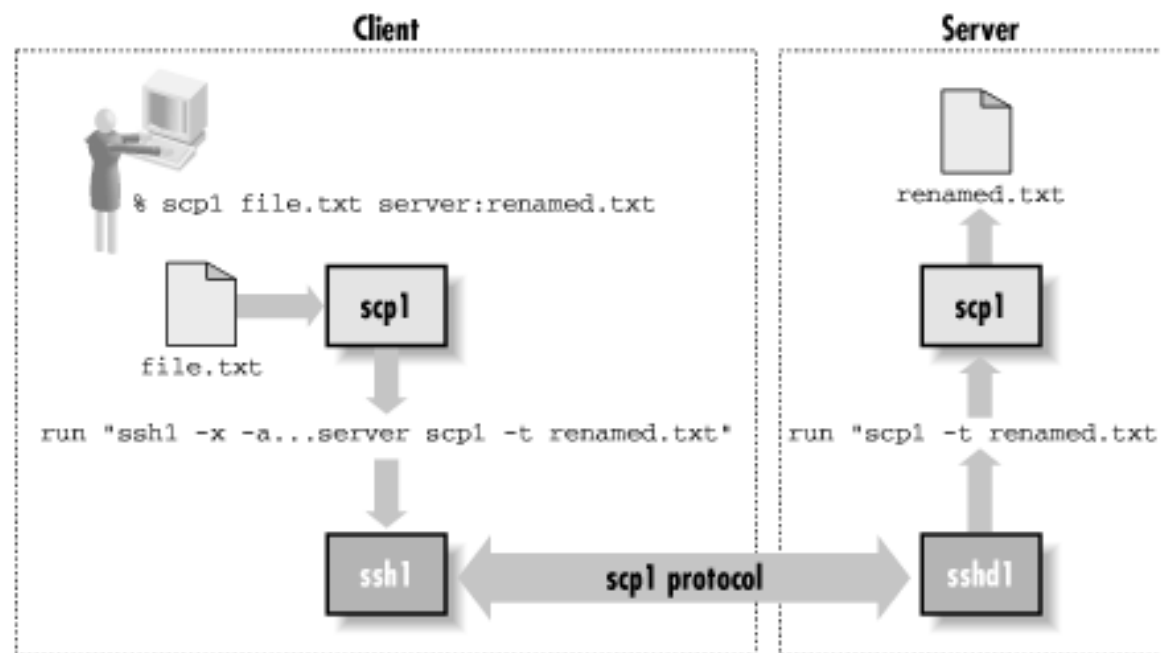 Client
Server
% scp1 file.txt server:renamed.txt
renamed.txt
scp1
scp1
file.txt
run "ssh1 -x -a...server scp1 -t renamed.txt"
run "scp1 -t renamed.txt
ssh1
scp1 protocol
sshd1